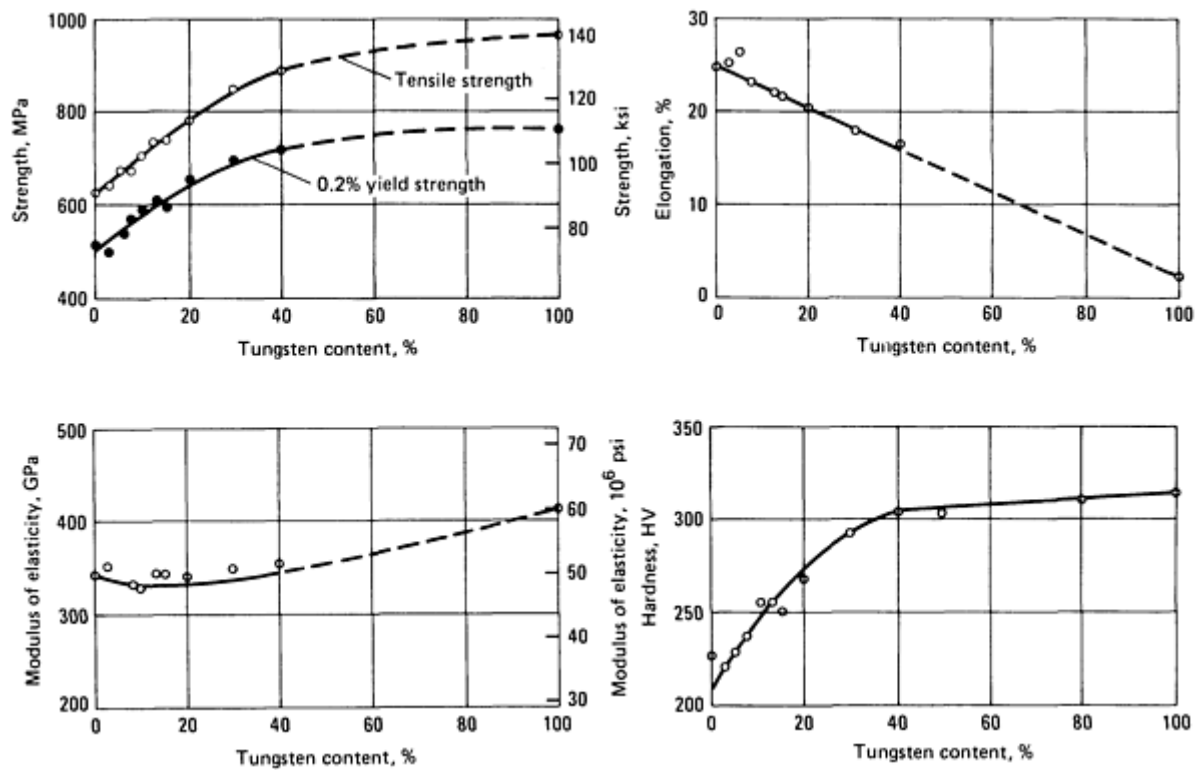 1000
800
600
400
Strength, MPa
140
120
100
80
Strength, ksi
Tensile strength
0.2% yield strength
0 20 40 60 80 100
Tungsten content, %
30
20
10
0
Elongation, %
0 20 40 60 80 100
Tungsten content, %
500
400
300
200
Modulus of elasticity, GPa
70
60
50
40
30
Modulus of elasticity, 10⁶ psi
0 20 40 60 80 100
Tungsten content, %
350
300
250
200
Hardness, HV
0 20 40 60 80 100
Tungsten content, %